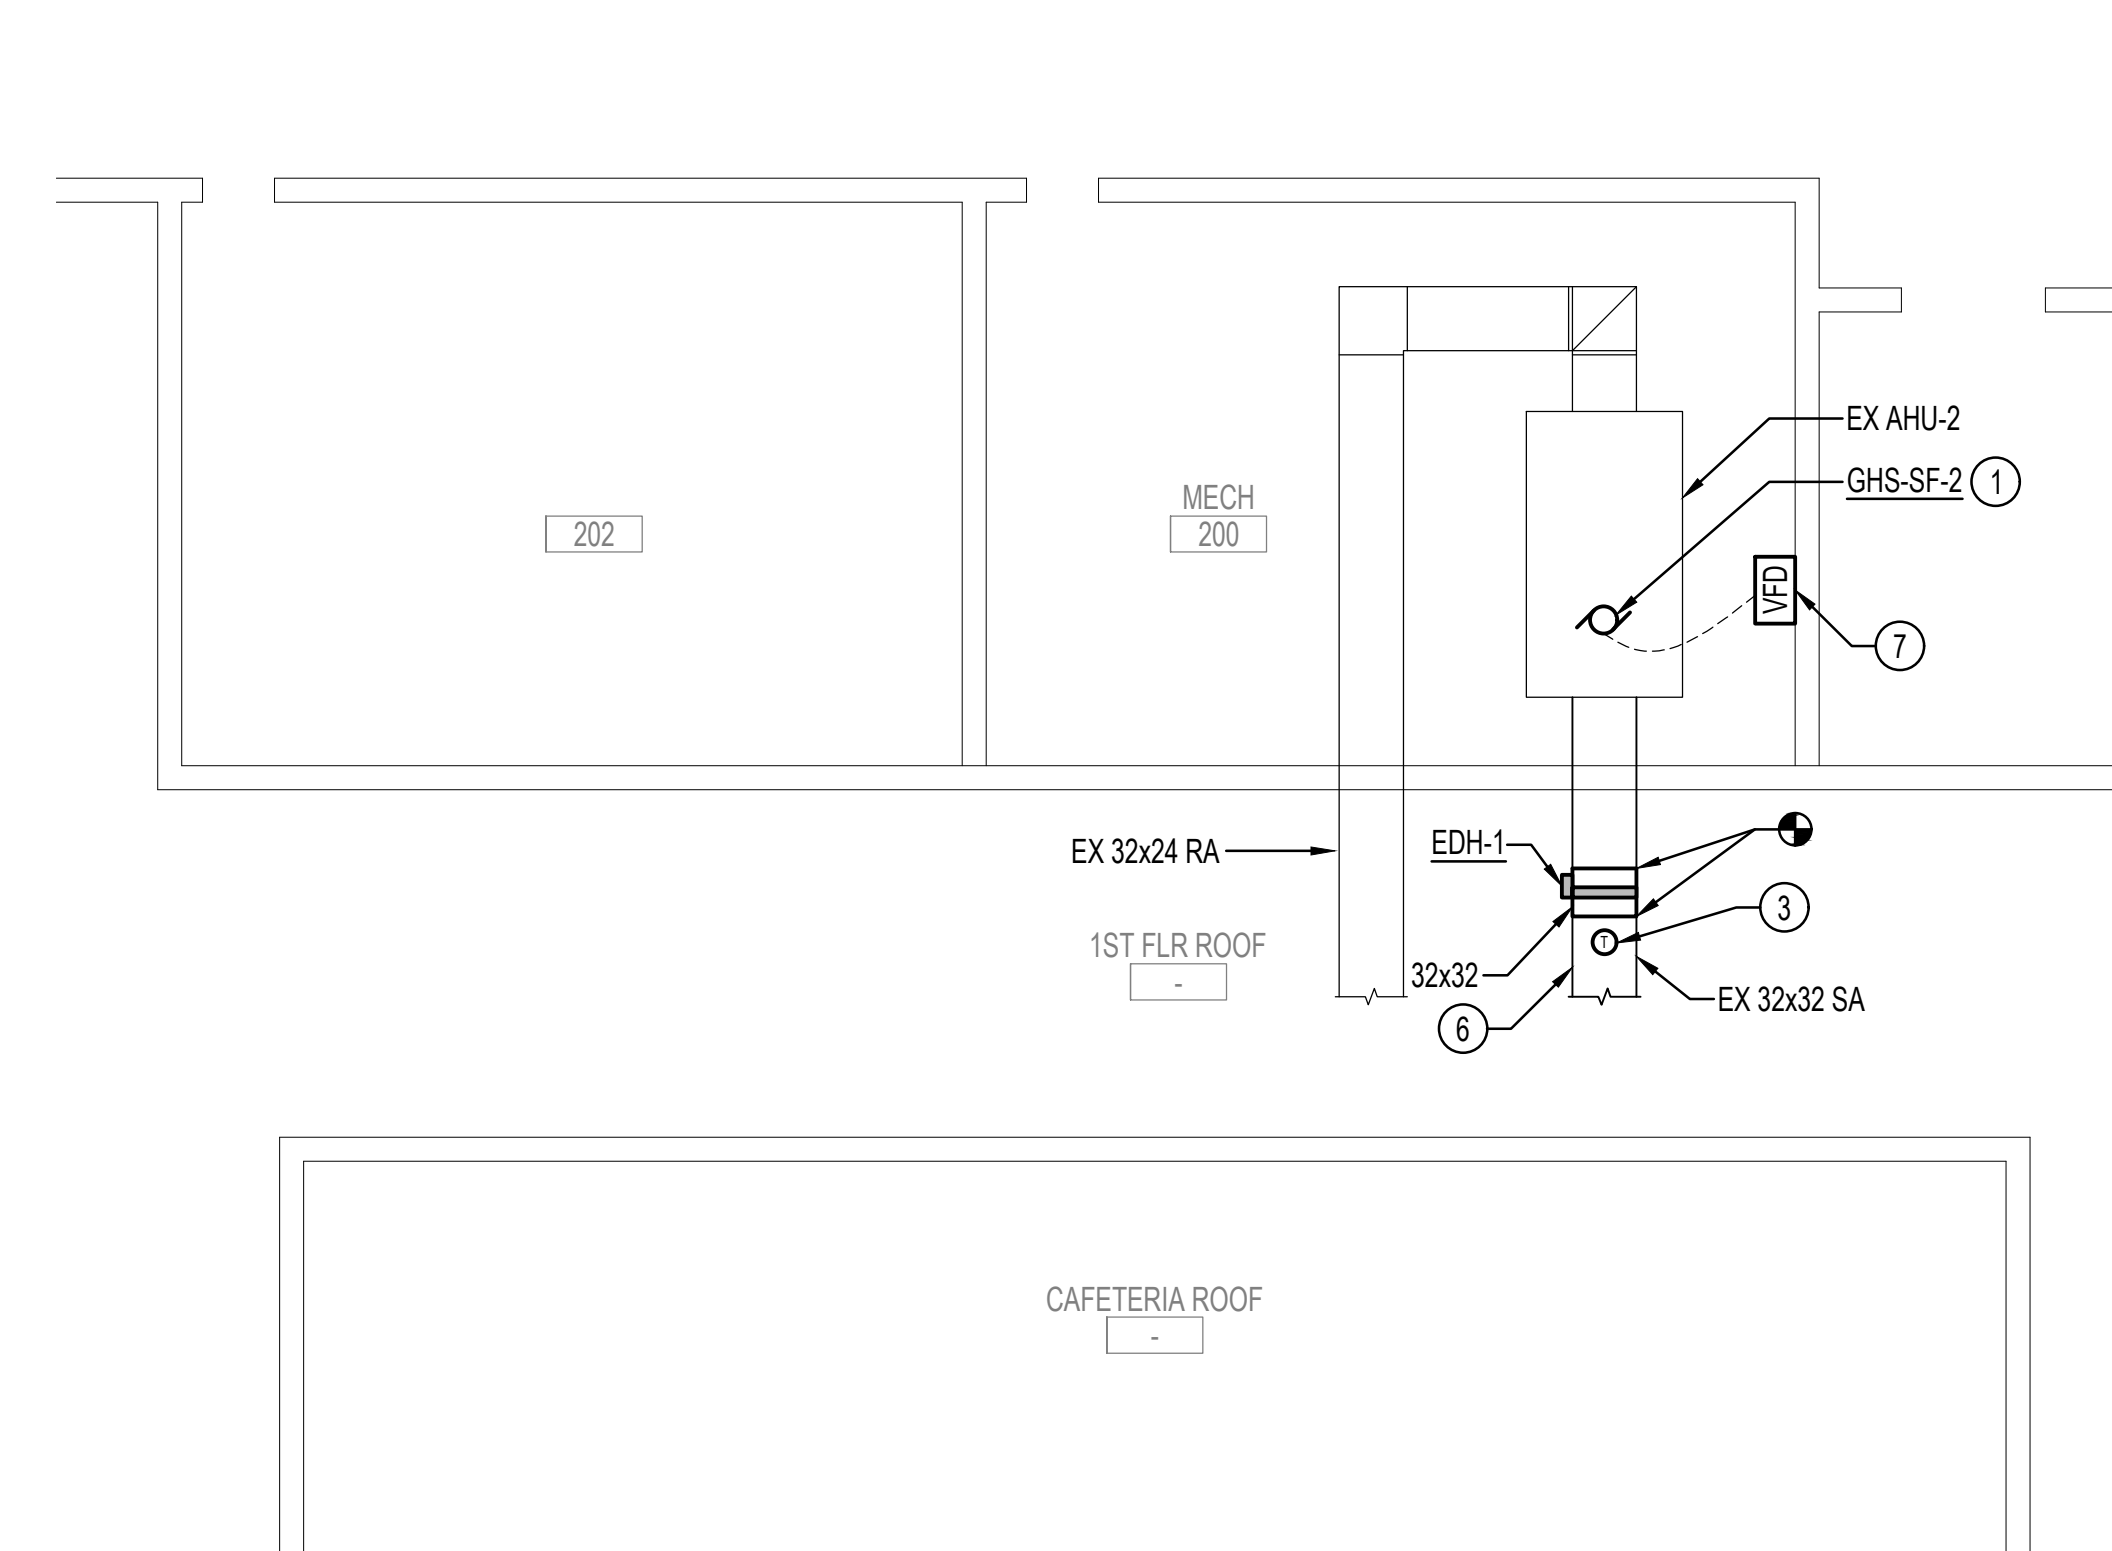 EX AHU-2
GHS-SF-2 1
MECH
200
202
VFD
7
EX 32x24 RA
EDH-1
3
1ST FLR ROOF
-
T
32x32
EX 32x32 SA
6
CAFETERIA ROOF
-